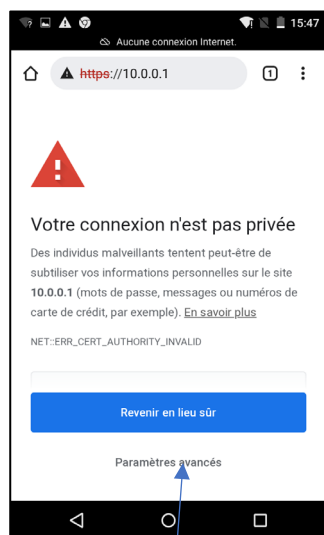 15:47
Aucune connexion Internet.
https://10.0.0.1
1
Votre connexion n'est pas privée
Des individus malveillants tentent peut-être de
subtiliser vos informations personnelles sur le site
10.0.0.1 (mots de passe, messages ou numéros de
carte de crédit, par exemple). En savoir plus
NET::ERR_CERT_AUTHORITY_INVALID
Revenir en lieu sûr
Paramètres avancés